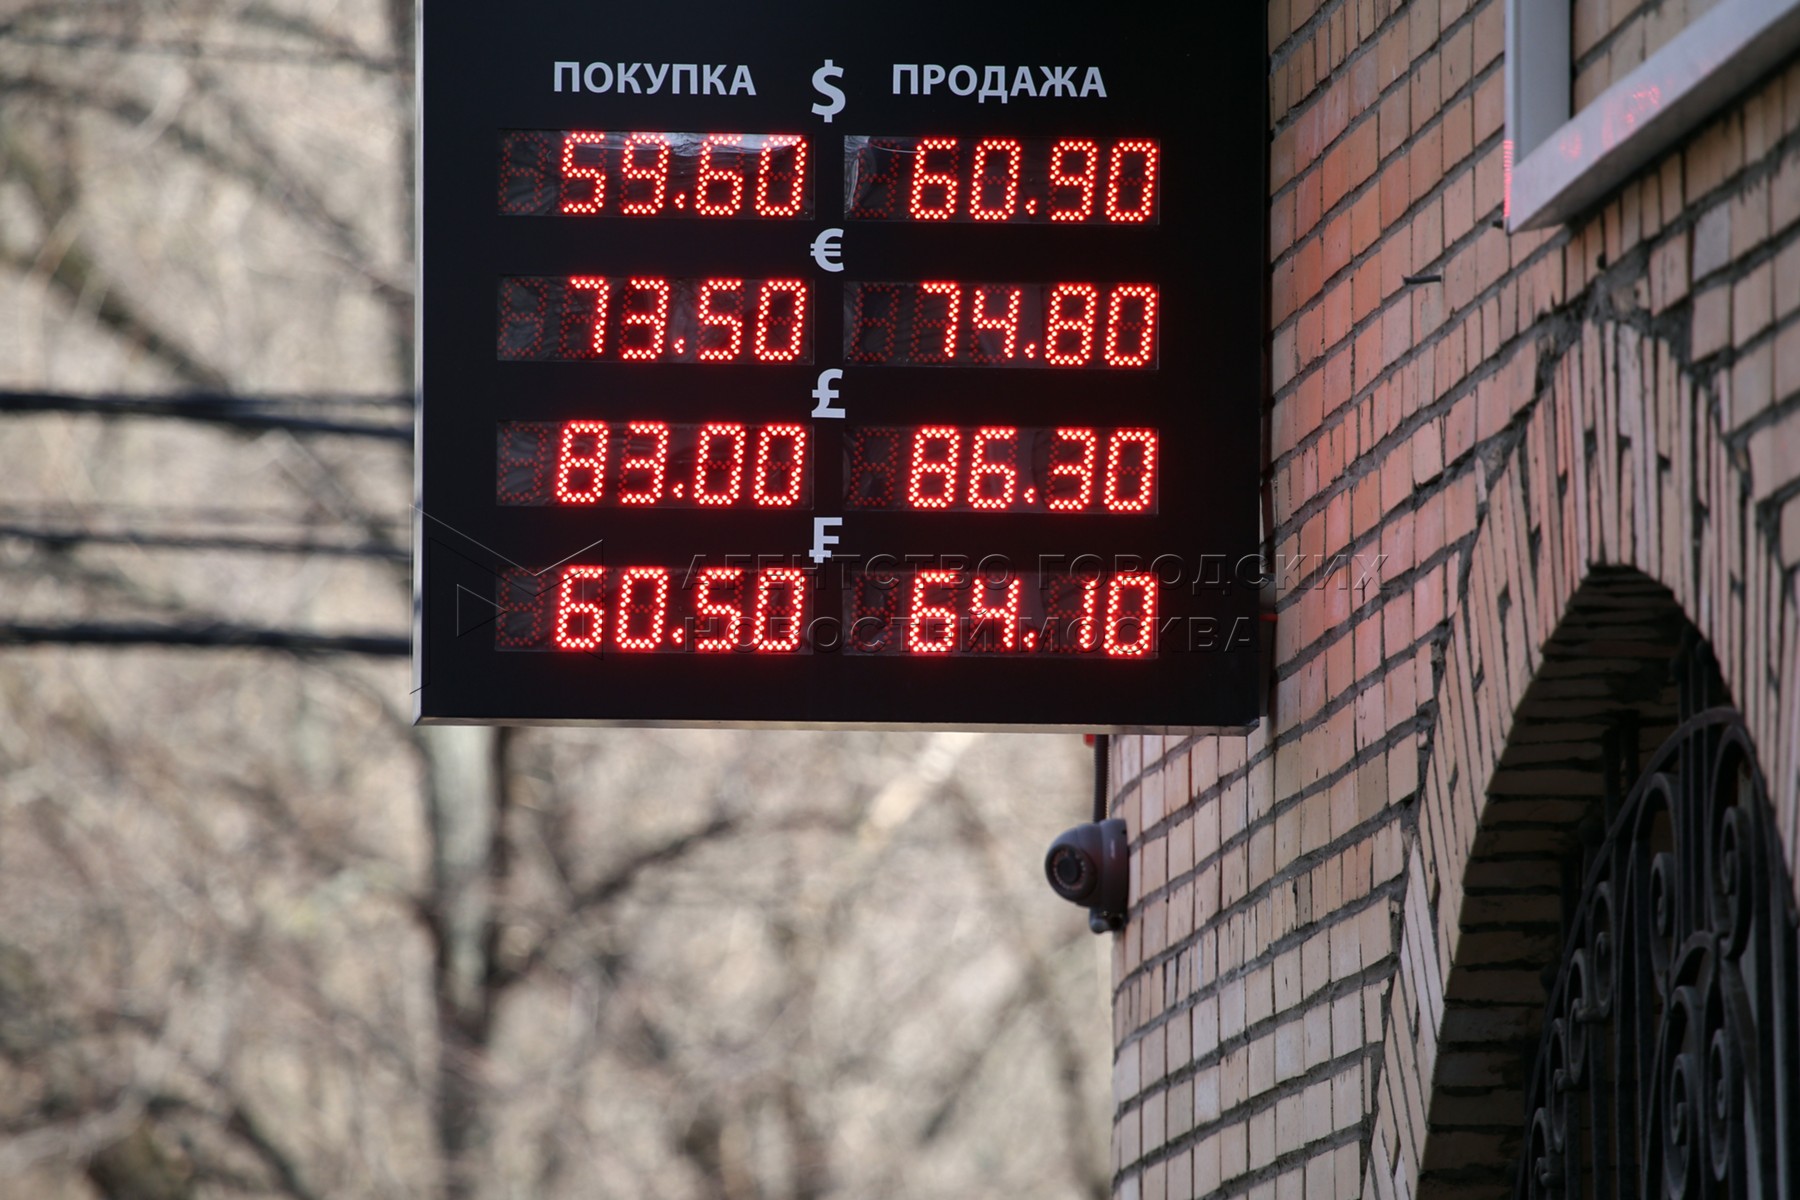 ПОКУПКА $ ПРОДАЖА
59.60 60.90
€
73.50 74.80
£
83.00 86.30
₣
60.50 64.10
АГЕНТСТВО ГОРОДСКИХ
НОВОСТЕЙ МОСКВА